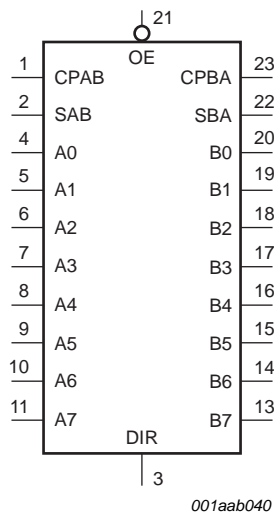 21
OE
1 CPAB CPBA 23
2 SAB SBA 22
4 A0 B0 20
5 A1 B1 19
6 A2 B2 18
7 A3 B3 17
8 A4 B4 16
9 A5 B5 15
10 A6 B6 14
11 A7 B7 13
DIR
3
001aab040